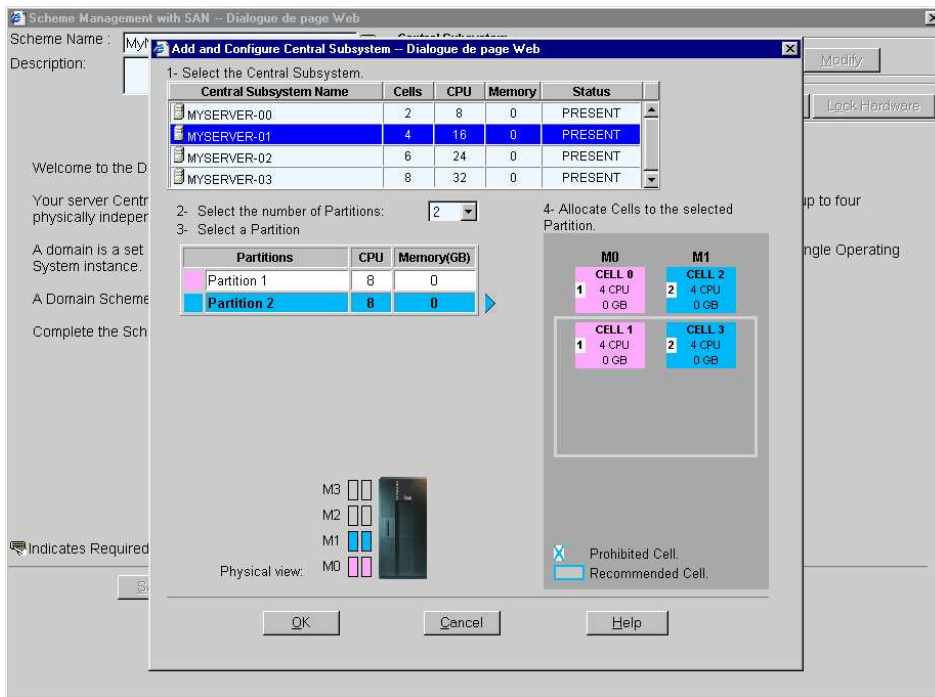 Scheme Management with SAN -- Dialogue de page Web
Scheme Name :
Description:
Modify
Lock Hardware
Welcome to the D
Your server Centr
up to four
physically indepen
A domain is a set
ngle Operating
System instance.
A Domain Scheme
Complete the Sch
Indicates Required
Add and Configure Central Subsystem -- Dialogue de page Web
1- Select the Central Subsystem.
Central Subsystem Name Cells CPU Memory Status
MYSERVER-00 2 8 0 PRESENT
MYSERVER-01 4 16 0 PRESENT
MYSERVER-02 6 24 0 PRESENT
MYSERVER-03 8 32 0 PRESENT
2- Select the number of Partitions: 2
3- Select a Partition
Partitions CPU Memory(GB)
Partition 1 8 0
Partition 2 8 0
4- Allocate Cells to the selected
Partition.
M0 M1
CELL 0 CELL 2
1 4 CPU 2 4 CPU
0 GB 0 GB
CELL 1 CELL 3
1 4 CPU 2 4 CPU
0 GB 0 GB
M3
M2
M1
Physical view: M0
X Prohibited Cell.
Recommended Cell.
OK Cancel Help